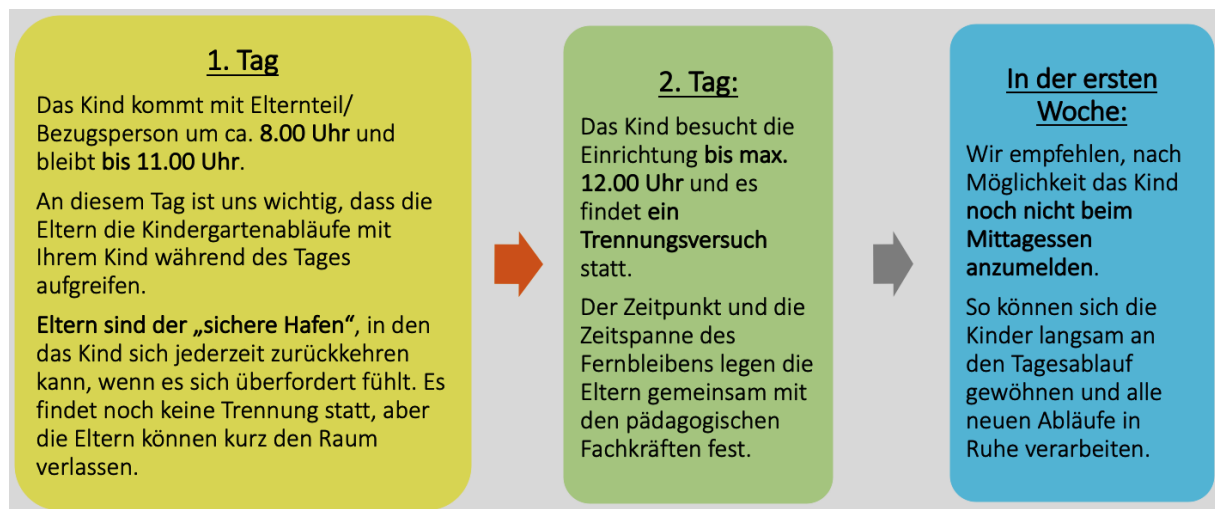 1. Tag
Das Kind kommt mit Elternteil/
Bezugsperson um ca. 8.00 Uhr und
bleibt bis 11.00 Uhr.
An diesem Tag ist uns wichtig, dass die
Eltern die Kindergartenabläufe mit
Ihrem Kind während des Tages
aufgreifen.
Eltern sind der „sichere Hafen“, in den
das Kind sich jederzeit zurückkehren
kann, wenn es sich überfordert fühlt. Es
findet noch keine Trennung statt, aber
die Eltern können kurz den Raum
verlassen.
2. Tag:
Das Kind besucht die
Einrichtung bis max.
12.00 Uhr und es
findet ein
Trennungsversuch
statt.
Der Zeitpunkt und die
Zeitspanne des
Fernbleibens legen die
Eltern gemeinsam mit
den pädagogischen
Fachkräften fest.
In der ersten
Woche:
Wir empfehlen, nach
Möglichkeit das Kind
noch nicht beim
Mittagessen
anzumelden.
So können sich die
Kinder langsam an
den Tagesablauf
gewöhnen und alle
neuen Abläufe in
Ruhe verarbeiten.